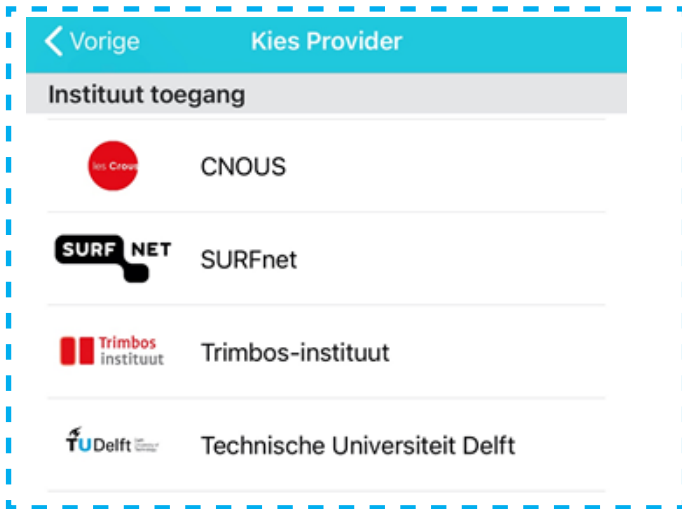 Vorige Kies Provider
Instituut toegang
les Crous
CNOUS
SURF NET
SURFnet
Trimbos
instituut
Trimbos-instituut
TUDelft
Technische Universiteit Delft